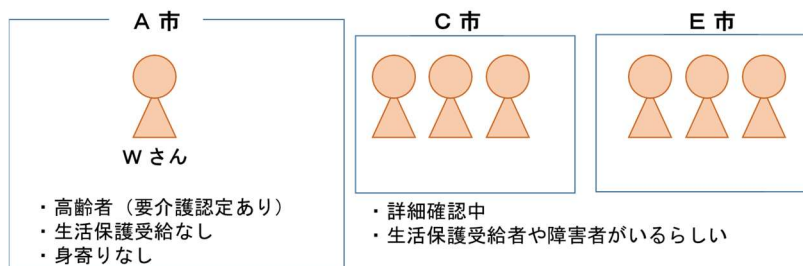 A 市
C 市
E 市
W さん
・高齢者（要介護認定あり）
・生活保護受給なし
・身寄りなし
・詳細確認中
・生活保護受給者や障害者がいるらしい